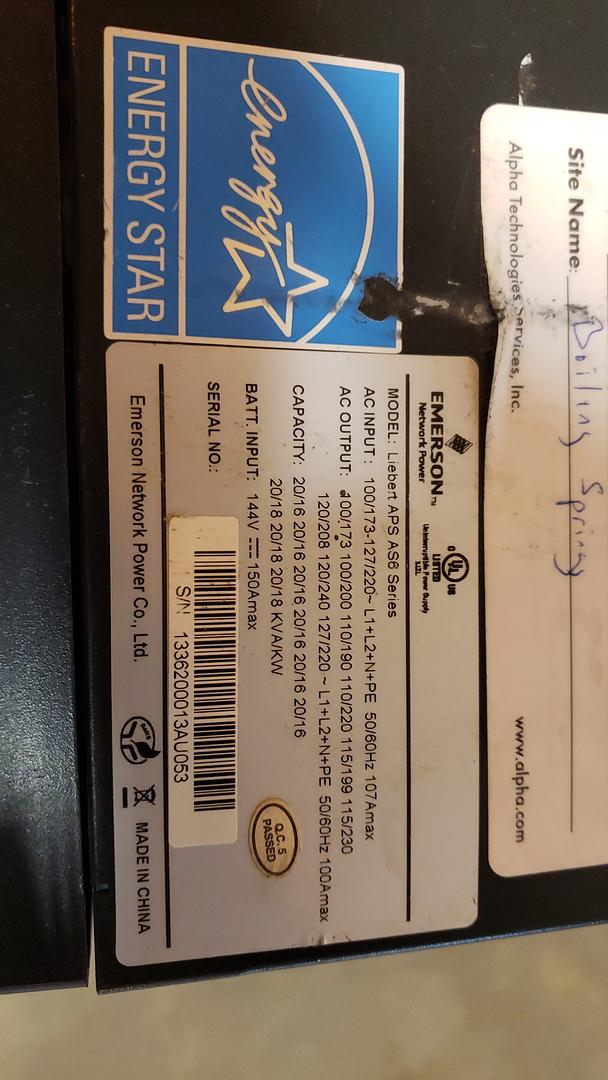 Site Name: Boiling Springs
Alpha Technologies Services, Inc. www.alpha.com
energy
ENERGY STAR
EMERSON™
Network Power
UL
US
LISTED
Uninterruptible Power Supply
MODEL: Liebert APS AS6 Series
AC INPUT: 100/173-127/220~ L1+L2+N+PE 50/60Hz 107Amax
AC OUTPUT: 100/173 100/200 110/190 110/220 115/199 115/230
120/208 120/240 127/220~ L1+L2+N+PE 50/60Hz 100Amax
CAPACITY: 20/16 20/16 20/16 20/16 20/16 20/16
20/18 20/18 20/18 KVA/KW
BATT. INPUT: 144V 150Amax
SERIAL NO.:
S/N 1336200013AU053
Q.C. 5
PASSED
Emerson Network Power Co., Ltd.
RoHS
MADE IN CHINA